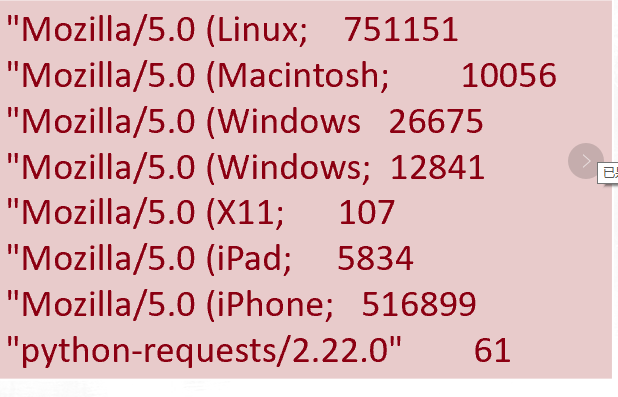 "Mozilla/5.0 (Linux; 751151
"Mozilla/5.0 (Macintosh; 10056
"Mozilla/5.0 (Windows 26675
"Mozilla/5.0 (Windows; 12841
"Mozilla/5.0 (X11; 107
"Mozilla/5.0 (iPad; 5834
"Mozilla/5.0 (iPhone; 516899
"python-requests/2.22.0" 61